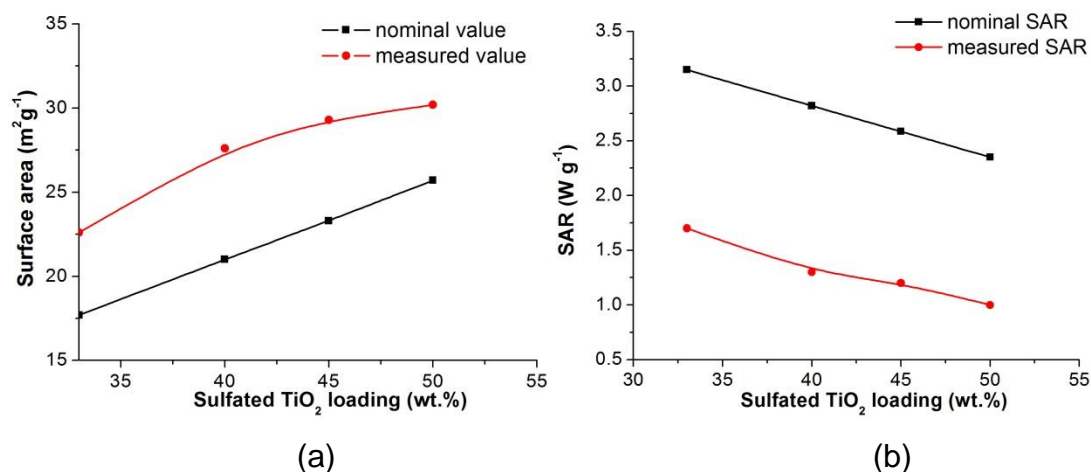 35
30
25
20
15
Surface area (m²g⁻¹)
nominal value
measured value
35 40 45 50 55
Sulfated TiO₂ loading (wt.%)
(a)
3.5
3.0
2.5
2.0
1.5
1.0
0.5
SAR (W g⁻¹)
nominal SAR
measured SAR
30 35 40 45 50 55
Sulfated TiO₂ loading (wt.%)
(b)